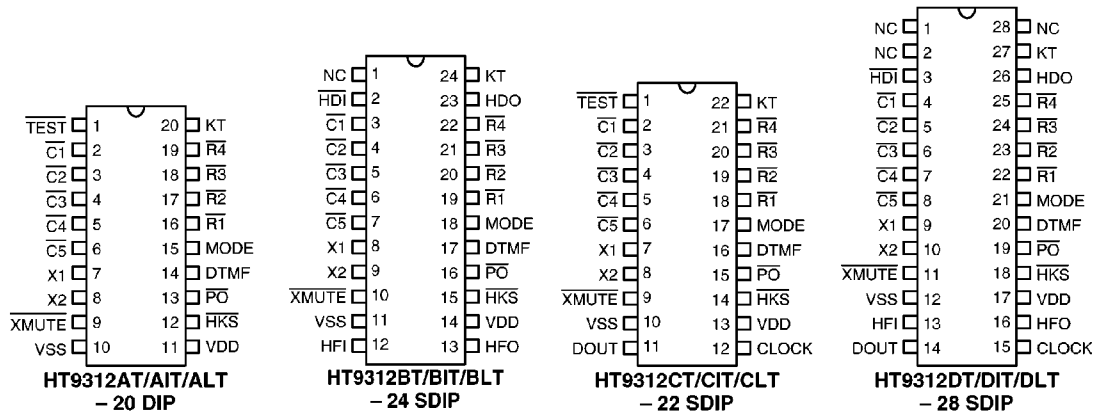 TEST 1 20 KT
C1 2 19 R4
C2 3 18 R3
C3 4 17 R2
C4 5 16 R1
C5 6 15 MODE
X1 7 14 DTMF
X2 8 13 PO
XMUTE 9 12 HKS
VSS 10 11 VDD
HT9312AT/AIT/ALT
– 20 DIP
NC 1 24 KT
HDI 2 23 HDO
C1 3 22 R4
C2 4 21 R3
C3 5 20 R2
C4 6 19 R1
C5 7 18 MODE
X1 8 17 DTMF
X2 9 16 PO
XMUTE 10 15 HKS
VSS 11 14 VDD
HFI 12 13 HFO
HT9312BT/BIT/BLT
– 24 SDIP
TEST 1 22 KT
C1 2 21 R4
C2 3 20 R3
C3 4 19 R2
C4 5 18 R1
C5 6 17 MODE
X1 7 16 DTMF
X2 8 15 PO
XMUTE 9 14 HKS
VSS 10 13 VDD
DOUT 11 12 CLOCK
HT9312CT/CIT/CLT
– 22 SDIP
NC 1 28 NC
NC 2 27 KT
HDI 3 26 HDO
C1 4 25 R4
C2 5 24 R3
C3 6 23 R2
C4 7 22 R1
C5 8 21 MODE
X1 9 20 DTMF
X2 10 19 PO
XMUTE 11 18 HKS
VSS 12 17 VDD
HFI 13 16 HFO
DOUT 14 15 CLOCK
HT9312DT/DIT/DLT
– 28 SDIP